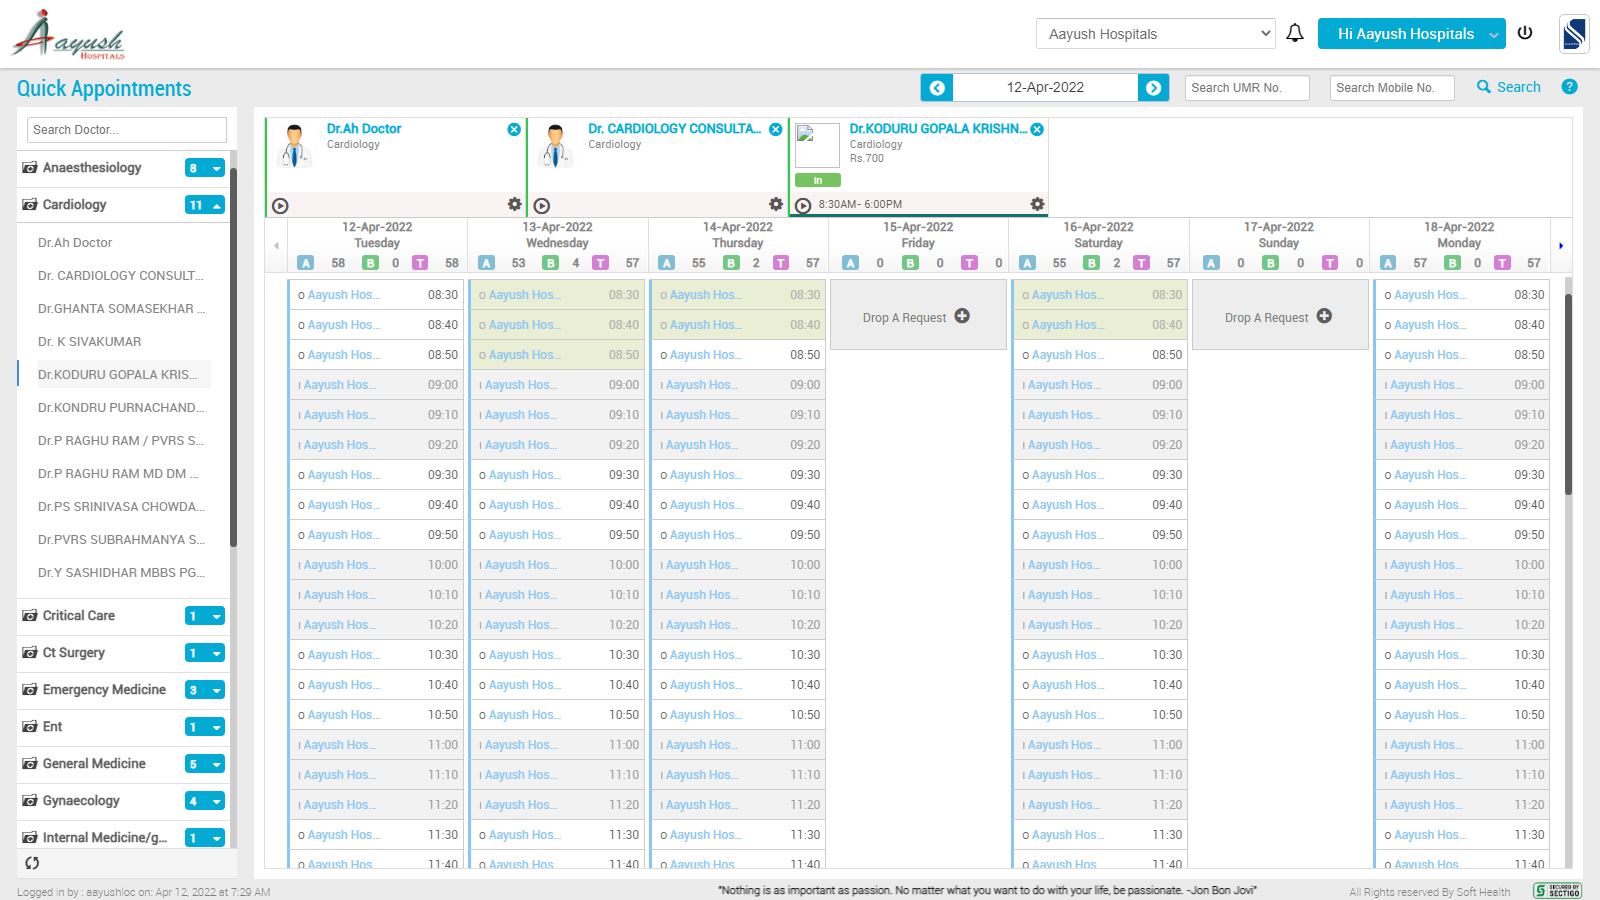 Aayush
HOSPITALS
Aayush Hospitals
Hi Aayush Hospitals
Quick Appointments
12-Apr-2022
Search UMR No.
Search Mobile No.
Search
?
Search Doctor...
Anaesthesiology 8
Cardiology 11
Dr.Ah Doctor
Dr. CARDIOLOGY CONSULT...
Dr.GHANTA SOMASEKHAR ...
Dr. K SIVAKUMAR
Dr.KODURU GOPALA KRIS...
Dr.KONDRU PURNACHAND...
Dr.P RAGHU RAM / PVRS S...
Dr.P RAGHU RAM MD DM ...
Dr.PS SRINIVASA CHOWDA...
Dr.PVRS SUBRAHMANYA S...
Dr.Y SASHIDHAR MBBS PG...
Critical Care 1
Ct Surgery 1
Emergency Medicine 3
Ent 1
General Medicine 5
Gynaecology 4
Internal Medicine/g... 1
Dr.Ah Doctor
Cardiology
Dr. CARDIOLOGY CONSULTA...
Cardiology
Dr.KODURU GOPALA KRISHN...
Cardiology
Rs.700
In
8:30AM- 6:00PM
12-Apr-2022 13-Apr-2022 14-Apr-2022 15-Apr-2022 16-Apr-2022 17-Apr-2022 18-Apr-2022
Tuesday Wednesday Thursday Friday Saturday Sunday Monday
A 58 B 0 T 58 A 53 B 4 T 57 A 55 B 2 T 57 A 0 B 0 T 0 A 55 B 2 T 57 A 0 B 0 T 0 A 57 B 0 T 57
o Aayush Hos... 08:30 o Aayush Hos... 08:30 o Aayush Hos... 08:30 o Aayush Hos... 08:30 o Aayush Hos... 08:30
Drop A Request Drop A Request
o Aayush Hos... 08:40 o Aayush Hos... 08:40 o Aayush Hos... 08:40 o Aayush Hos... 08:40 o Aayush Hos... 08:40
o Aayush Hos... 08:50 o Aayush Hos... 08:50 o Aayush Hos... 08:50 o Aayush Hos... 08:50 o Aayush Hos... 08:50
ı Aayush Hos... 09:00 ı Aayush Hos... 09:00 ı Aayush Hos... 09:00 ı Aayush Hos... 09:00 ı Aayush Hos... 09:00
ı Aayush Hos... 09:10 ı Aayush Hos... 09:10 ı Aayush Hos... 09:10 ı Aayush Hos... 09:10 ı Aayush Hos... 09:10
ı Aayush Hos... 09:20 ı Aayush Hos... 09:20 ı Aayush Hos... 09:20 ı Aayush Hos... 09:20 ı Aayush Hos... 09:20
o Aayush Hos... 09:30 o Aayush Hos... 09:30 o Aayush Hos... 09:30 o Aayush Hos... 09:30 o Aayush Hos... 09:30
o Aayush Hos... 09:40 o Aayush Hos... 09:40 o Aayush Hos... 09:40 o Aayush Hos... 09:40 o Aayush Hos... 09:40
o Aayush Hos... 09:50 o Aayush Hos... 09:50 o Aayush Hos... 09:50 o Aayush Hos... 09:50 o Aayush Hos... 09:50
ı Aayush Hos... 10:00 ı Aayush Hos... 10:00 ı Aayush Hos... 10:00 ı Aayush Hos... 10:00 ı Aayush Hos... 10:00
ı Aayush Hos... 10:10 ı Aayush Hos... 10:10 ı Aayush Hos... 10:10 ı Aayush Hos... 10:10 ı Aayush Hos... 10:10
ı Aayush Hos... 10:20 ı Aayush Hos... 10:20 ı Aayush Hos... 10:20 ı Aayush Hos... 10:20 ı Aayush Hos... 10:20
o Aayush Hos... 10:30 o Aayush Hos... 10:30 o Aayush Hos... 10:30 o Aayush Hos... 10:30 o Aayush Hos... 10:30
o Aayush Hos... 10:40 o Aayush Hos... 10:40 o Aayush Hos... 10:40 o Aayush Hos... 10:40 o Aayush Hos... 10:40
o Aayush Hos... 10:50 o Aayush Hos... 10:50 o Aayush Hos... 10:50 o Aayush Hos... 10:50 o Aayush Hos... 10:50
ı Aayush Hos... 11:00 ı Aayush Hos... 11:00 ı Aayush Hos... 11:00 ı Aayush Hos... 11:00 ı Aayush Hos... 11:00
ı Aayush Hos... 11:10 ı Aayush Hos... 11:10 ı Aayush Hos... 11:10 ı Aayush Hos... 11:10 ı Aayush Hos... 11:10
ı Aayush Hos... 11:20 ı Aayush Hos... 11:20 ı Aayush Hos... 11:20 ı Aayush Hos... 11:20 ı Aayush Hos... 11:20
o Aayush Hos... 11:30 o Aayush Hos... 11:30 o Aayush Hos... 11:30 o Aayush Hos... 11:30 o Aayush Hos... 11:30
o Aayush Hos... 11:40 o Aayush Hos... 11:40 o Aayush Hos... 11:40 o Aayush Hos... 11:40 o Aayush Hos... 11:40
Logged in by : aayushioc on: Apr 12, 2022 at 7:29 AM
"Nothing is as important as passion. No matter what you want to do with your life, be passionate. -Jon Bon Jovi"
All Rights reserved By Soft Health
SECURED BY
SECTIGO